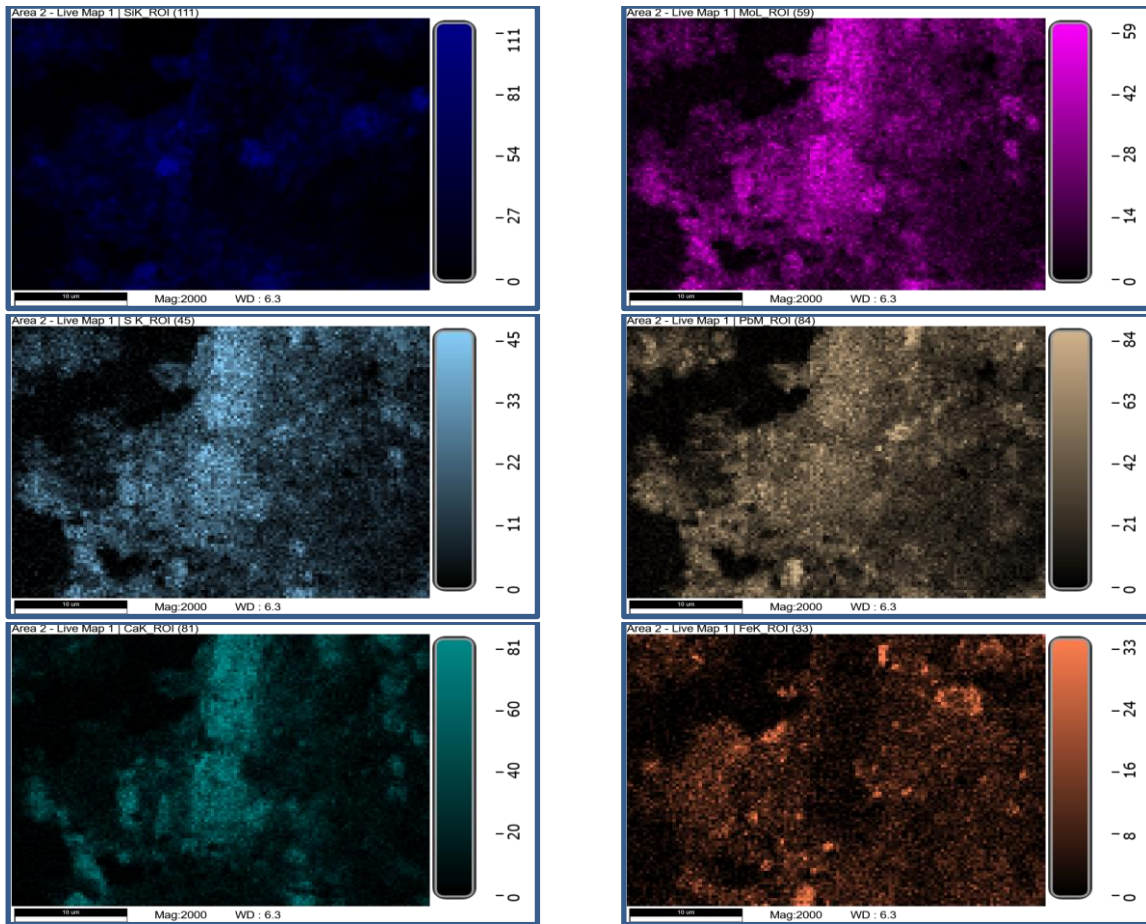 Area 2 - Live Map 1 | SiK_ROI (111)
111
81
54
27
0
10 um Mag:2000 WD : 6.3
Area 2 - Live Map 1 | MoL_ROI (59)
59
42
28
14
0
10 um Mag:2000 WD : 6.3
Area 2 - Live Map 1 | S K_ROI (45)
45
33
22
11
0
10 um Mag:2000 WD : 6.3
Area 2 - Live Map 1 | PbM_ROI (84)
84
63
42
21
0
10 um Mag:2000 WD : 6.3
Area 2 - Live Map 1 | CaK_ROI (81)
81
60
40
20
0
10 um Mag:2000 WD : 6.3
Area 2 - Live Map 1 | FeK_ROI (33)
33
24
16
8
0
10 um Mag:2000 WD : 6.3